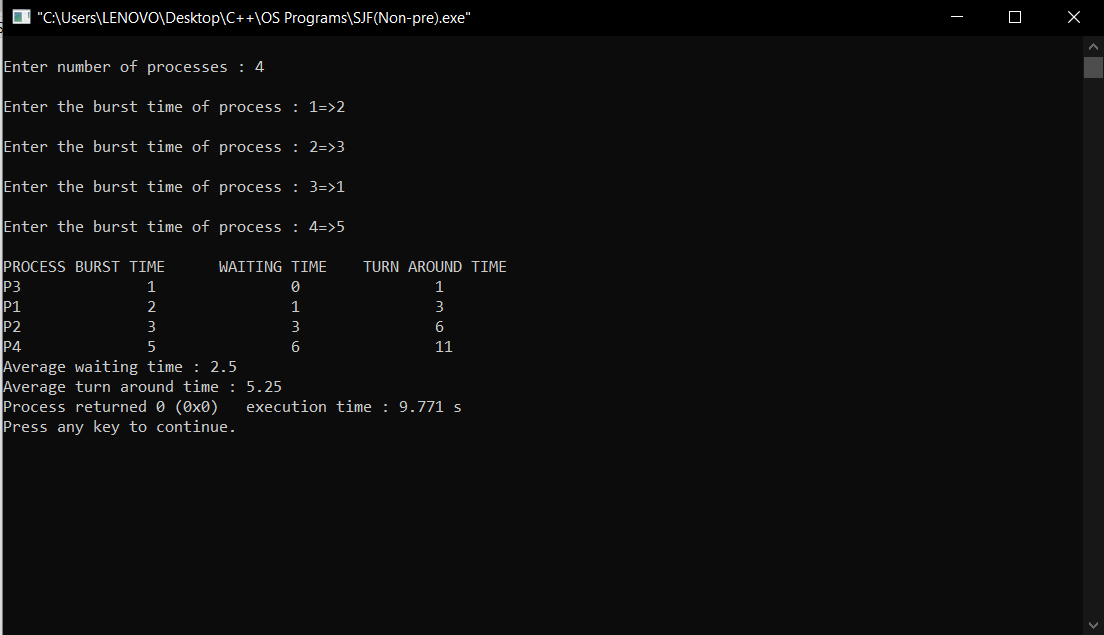 "C:\Users\LENOVO\Desktop\C++\OS Programs\SJF(Non-pre).exe"
Enter number of processes : 4
Enter the burst time of process : 1=>2
Enter the burst time of process : 2=>3
Enter the burst time of process : 3=>1
Enter the burst time of process : 4=>5
PROCESS BURST TIME      WAITING TIME    TURN AROUND TIME
P3              1               0               1
P1              2               1               3
P2              3               3               6
P4              5               6               11
Average waiting time : 2.5
Average turn around time : 5.25
Process returned 0 (0x0)   execution time : 9.771 s
Press any key to continue.